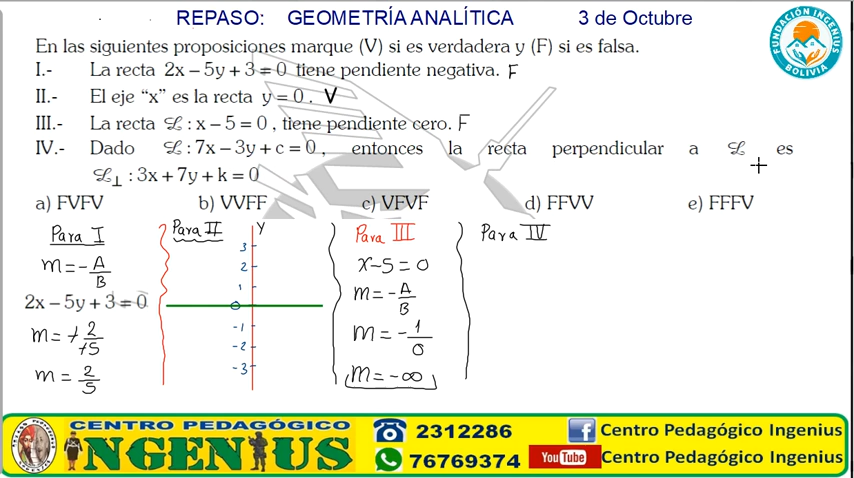 REPASO: GEOMETRÍA ANALÍTICA 3 de Octubre
FUNDACIÓN INGENIUS
BOLIVIA
En las siguientes proposiciones marque (V) si es verdadera y (F) si es falsa.
I.- La recta 2x – 5y + 3 = 0 tiene pendiente negativa. F
II.- El eje “x” es la recta y = 0. V
III.- La recta ℒ : x – 5 = 0, tiene pendiente cero. F
IV.- Dado ℒ : 7x – 3y + c = 0, entonces la recta perpendicular a ℒ es
ℒ⊥ : 3x + 7y + k = 0
a) FVFV b) VVFF c) VFVF d) FFVV e) FFFV
Para I
m = -A/B
2x – 5y + 3 = 0
m = +2/+5
m = 2/5
Para II
y
3
2
1
0
-1
-2
-3
Para III
x-5=0
m = -A/B
m = -1/0
m = -∞
Para IV
CENTRO PEDAGÓGICO
INGENIUS
2312286
76769374
f Centro Pedagógico Ingenius
YouTube Centro Pedagógico Ingenius